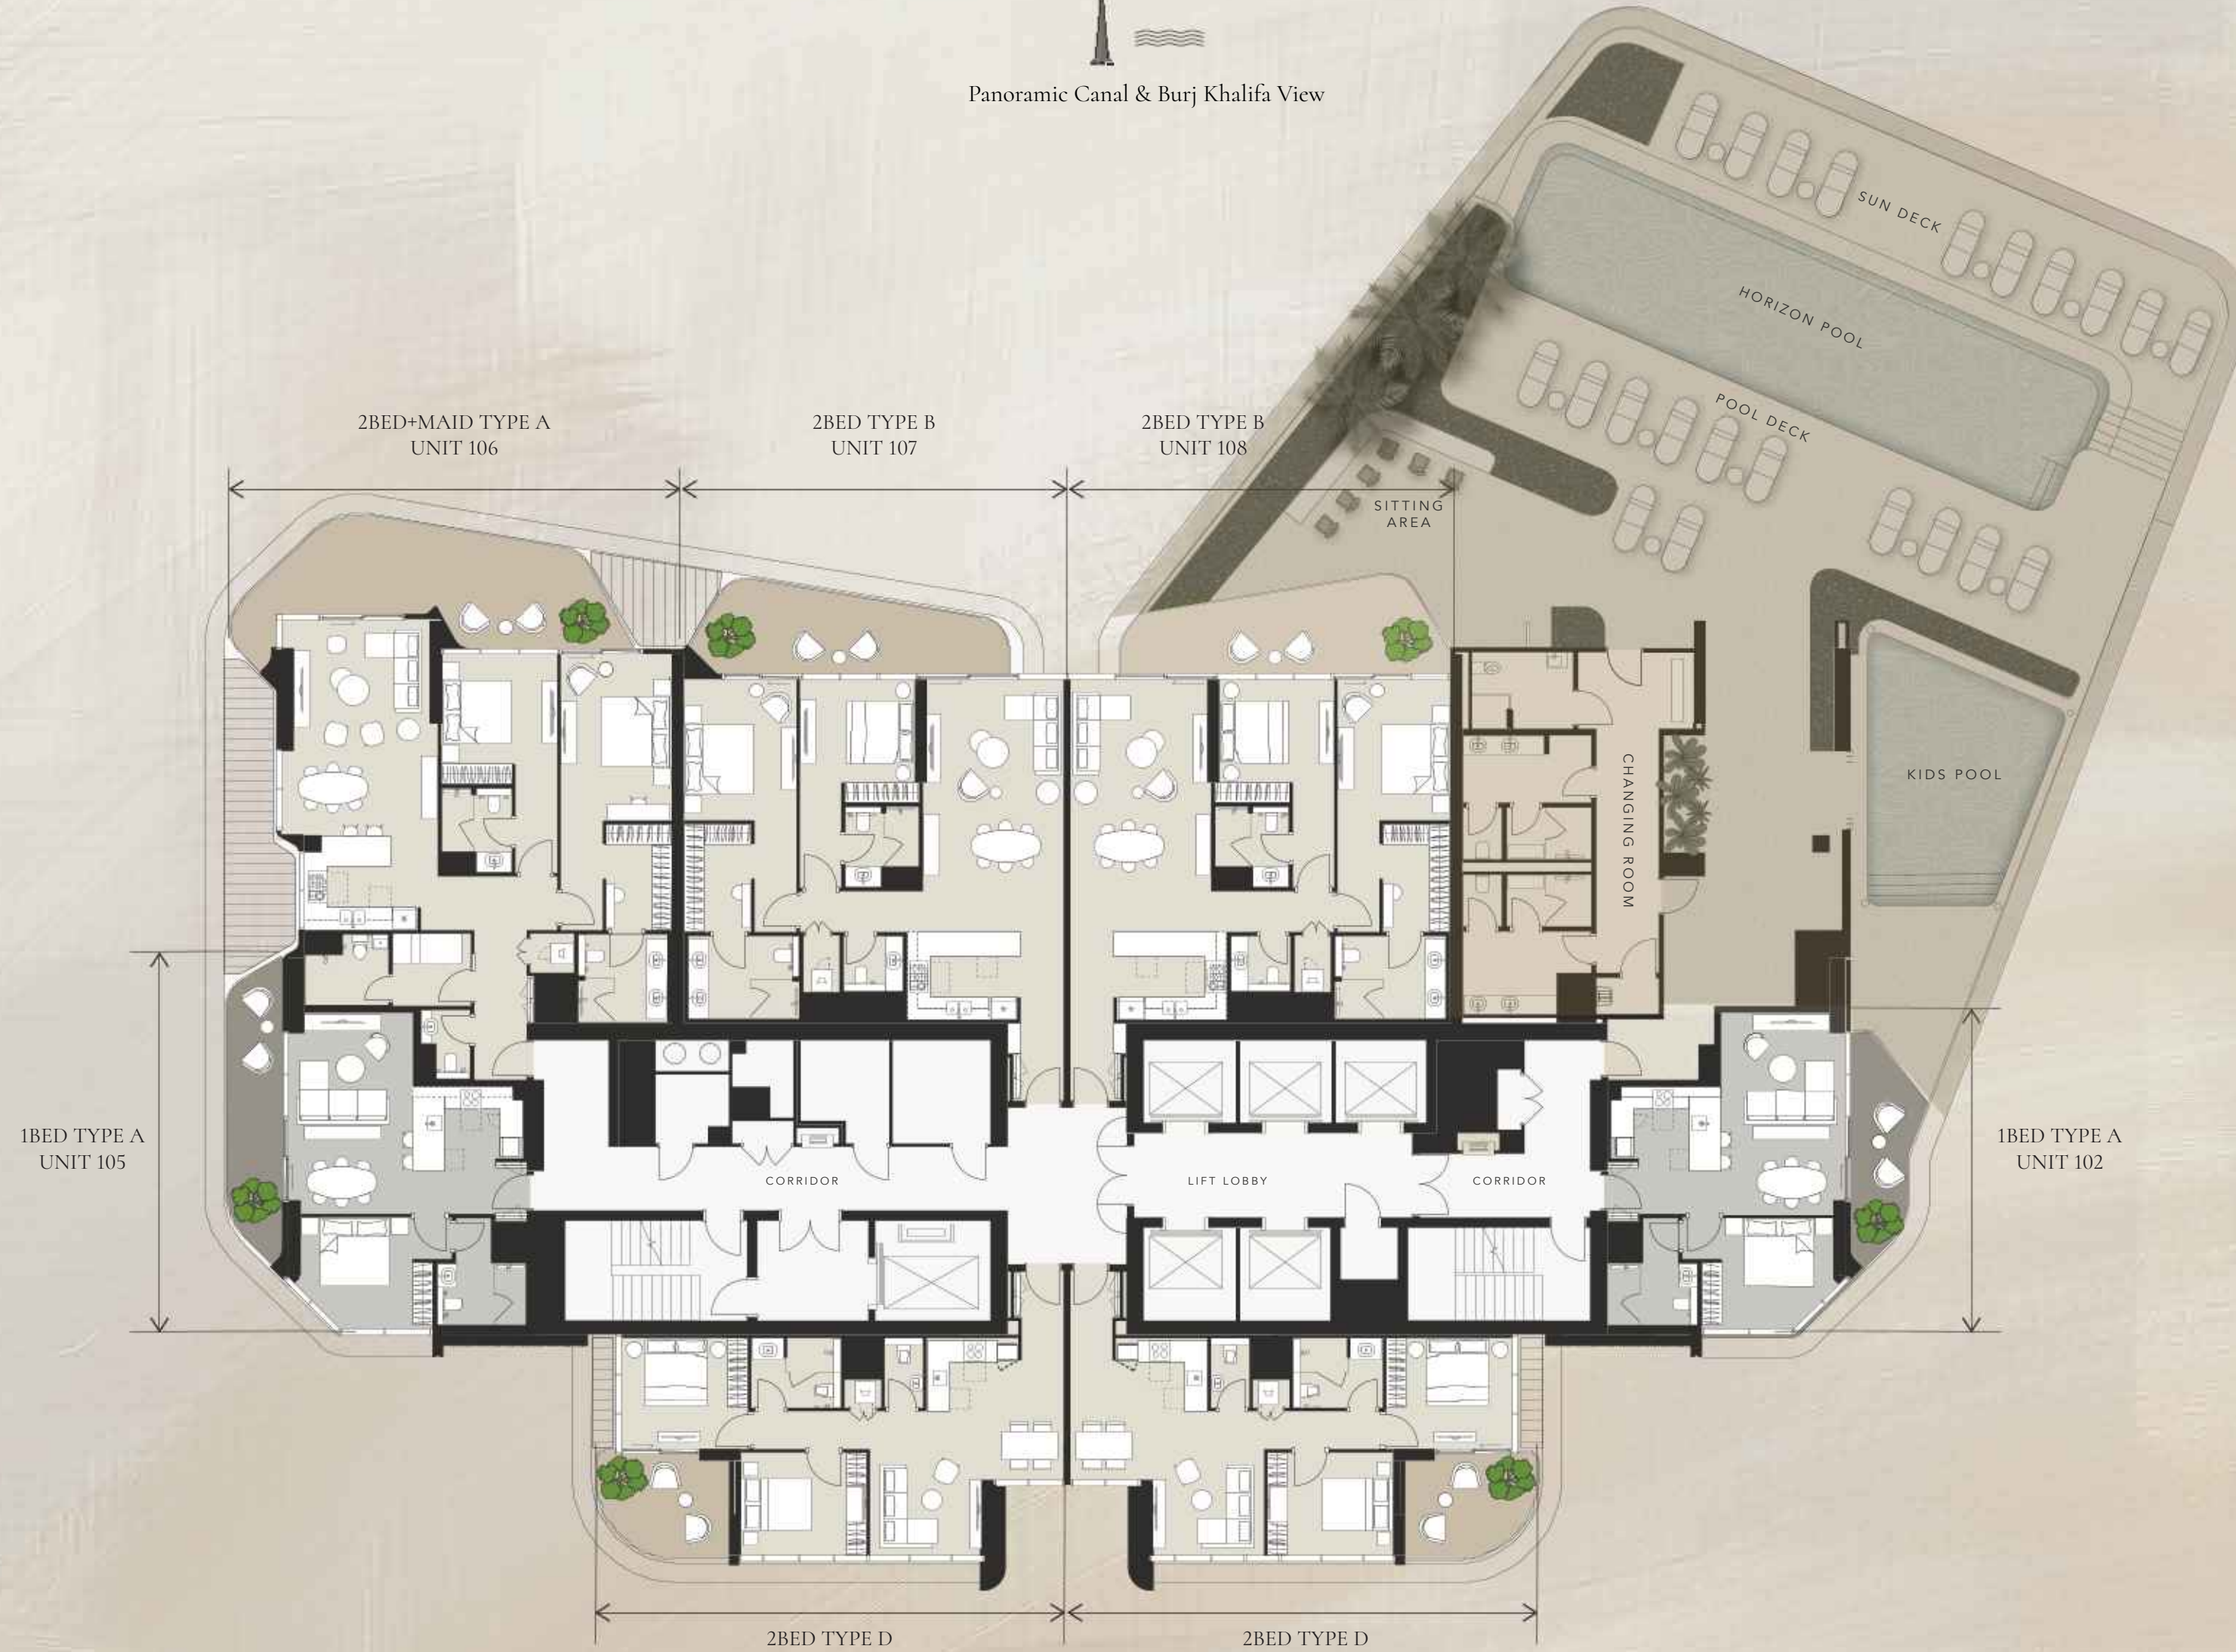 Panoramic Canal & Burj Khalifa View
SUN DECK
HORIZON POOL
POOL DECK
2BED+MAID TYPE A
UNIT 106
2BED TYPE B
UNIT 107
2BED TYPE B
UNIT 108
SITTING
AREA
CHANGING ROOM
KIDS POOL
1BED TYPE A
UNIT 105
CORRIDOR
LIFT LOBBY
CORRIDOR
1BED TYPE A
UNIT 102
2BED TYPE D
2BED TYPE D